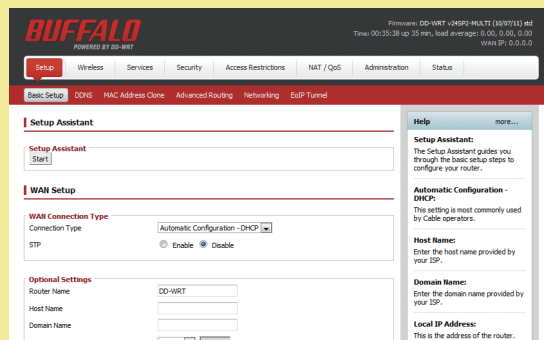 BUFFALO
POWERED BY DD-WRT
Firmware: DD-WRT v24SP2-MULTI (10/07/11) std
Time: 00:35:38 up 35 min, load average: 0.00, 0.00, 0.00
WAN IP: 0.0.0.0
Setup Wireless Services Security Access Restrictions NAT / QoS Administration Status
Basic Setup DDNS MAC Address Clone Advanced Routing Networking EoIP Tunnel
Setup Assistant
Setup Assistant
Start
WAN Setup
WAN Connection Type
Connection Type Automatic Configuration - DHCP
STP Enable Disable
Optional Settings
Router Name DD-WRT
Host Name
Domain Name
Help more...
Setup Assistant:
The Setup Assistant guides you
through the basic setup steps to
configure your router.
Automatic Configuration -
DHCP:
This setting is most commonly used
by Cable operators.
Host Name:
Enter the host name provided by
your ISP.
Domain Name:
Enter the domain name provided by
your ISP.
Local IP Address:
This is the address of the router.